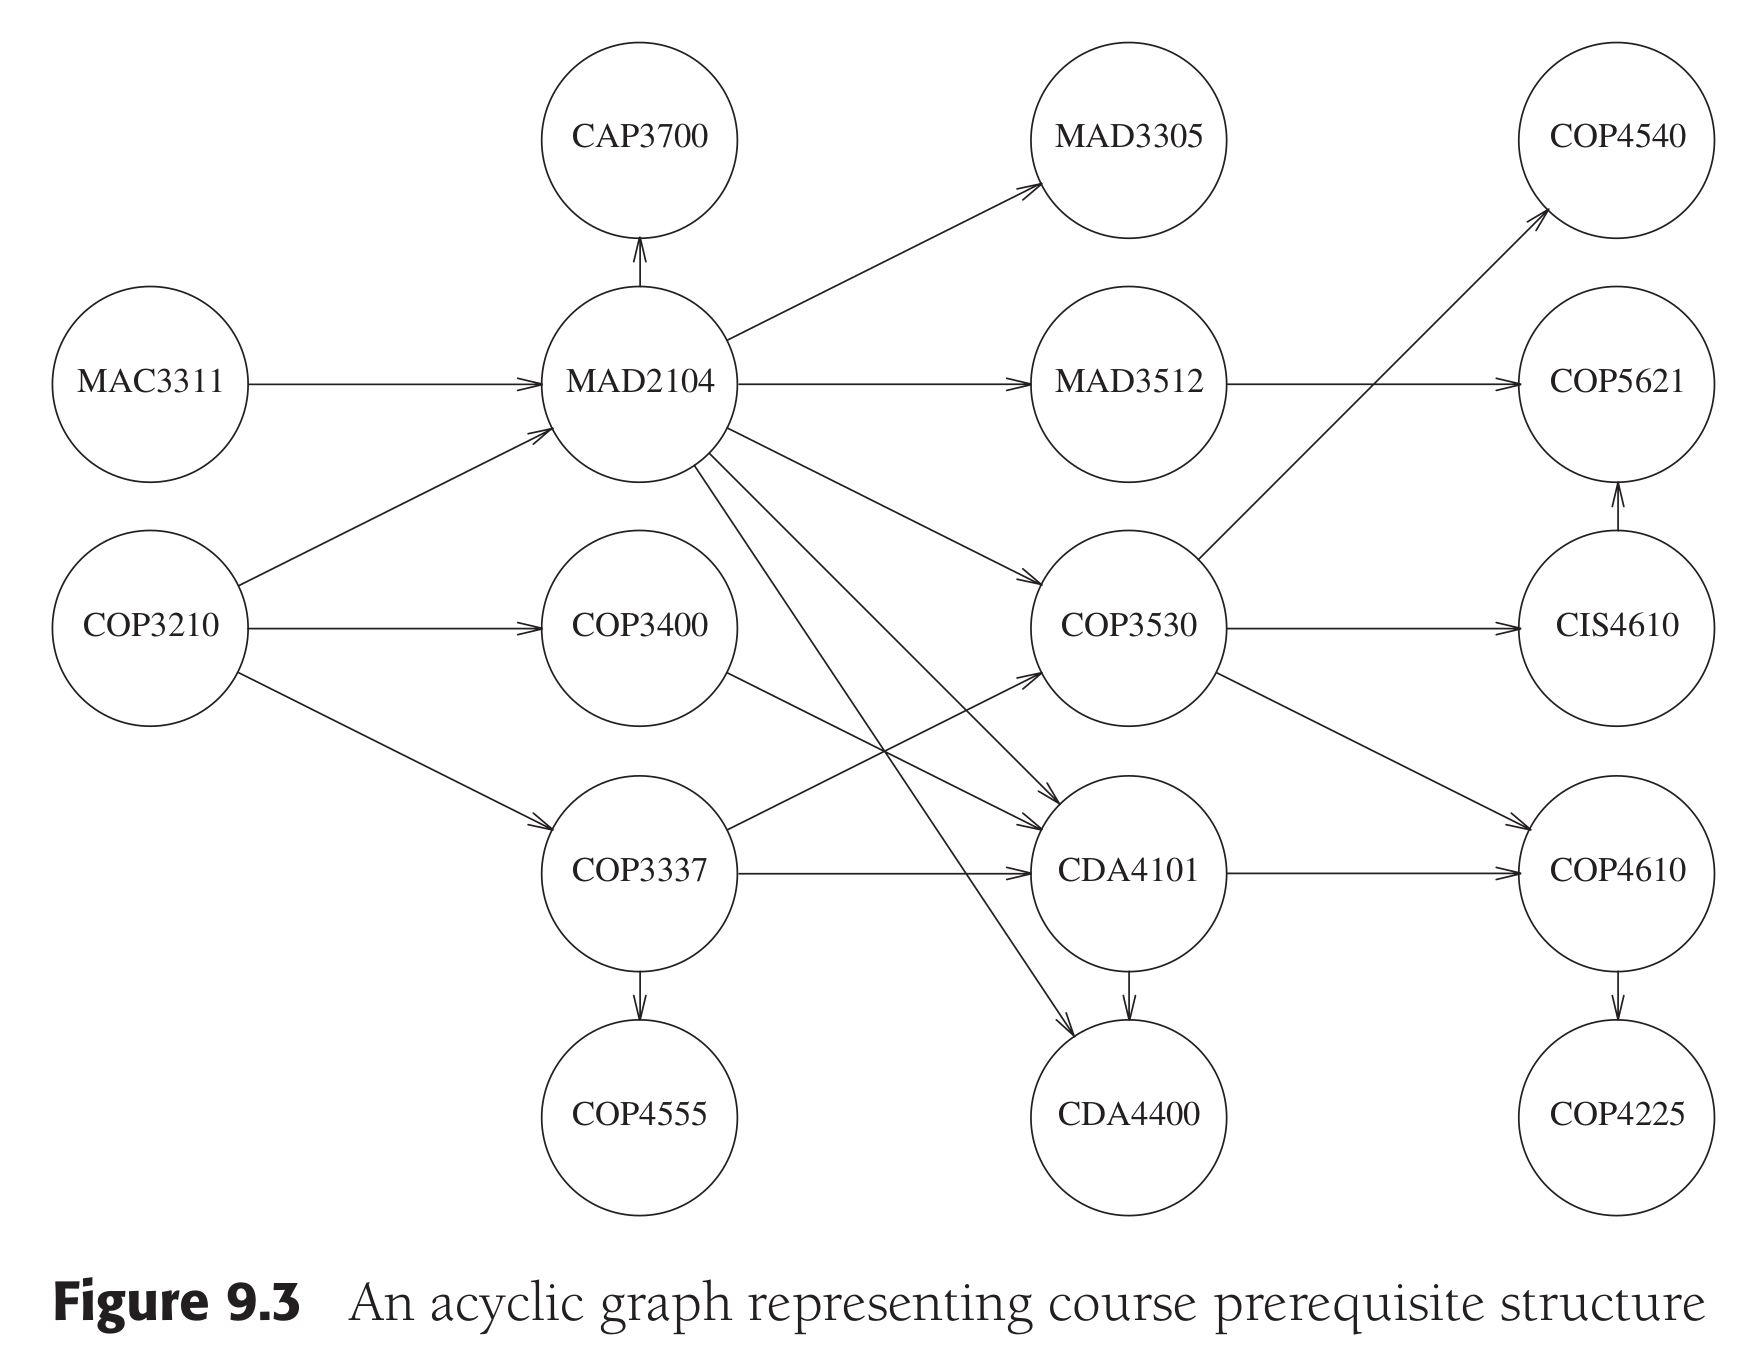 CAP3700 MAD3305 COP4540
MAC3311 MAD2104 MAD3512 COP5621
COP3210 COP3400 COP3530 CIS4610
COP3337 CDA4101 COP4610
COP4555 CDA4400 COP4225
Figure 9.3 An acyclic graph representing course prerequisite structure